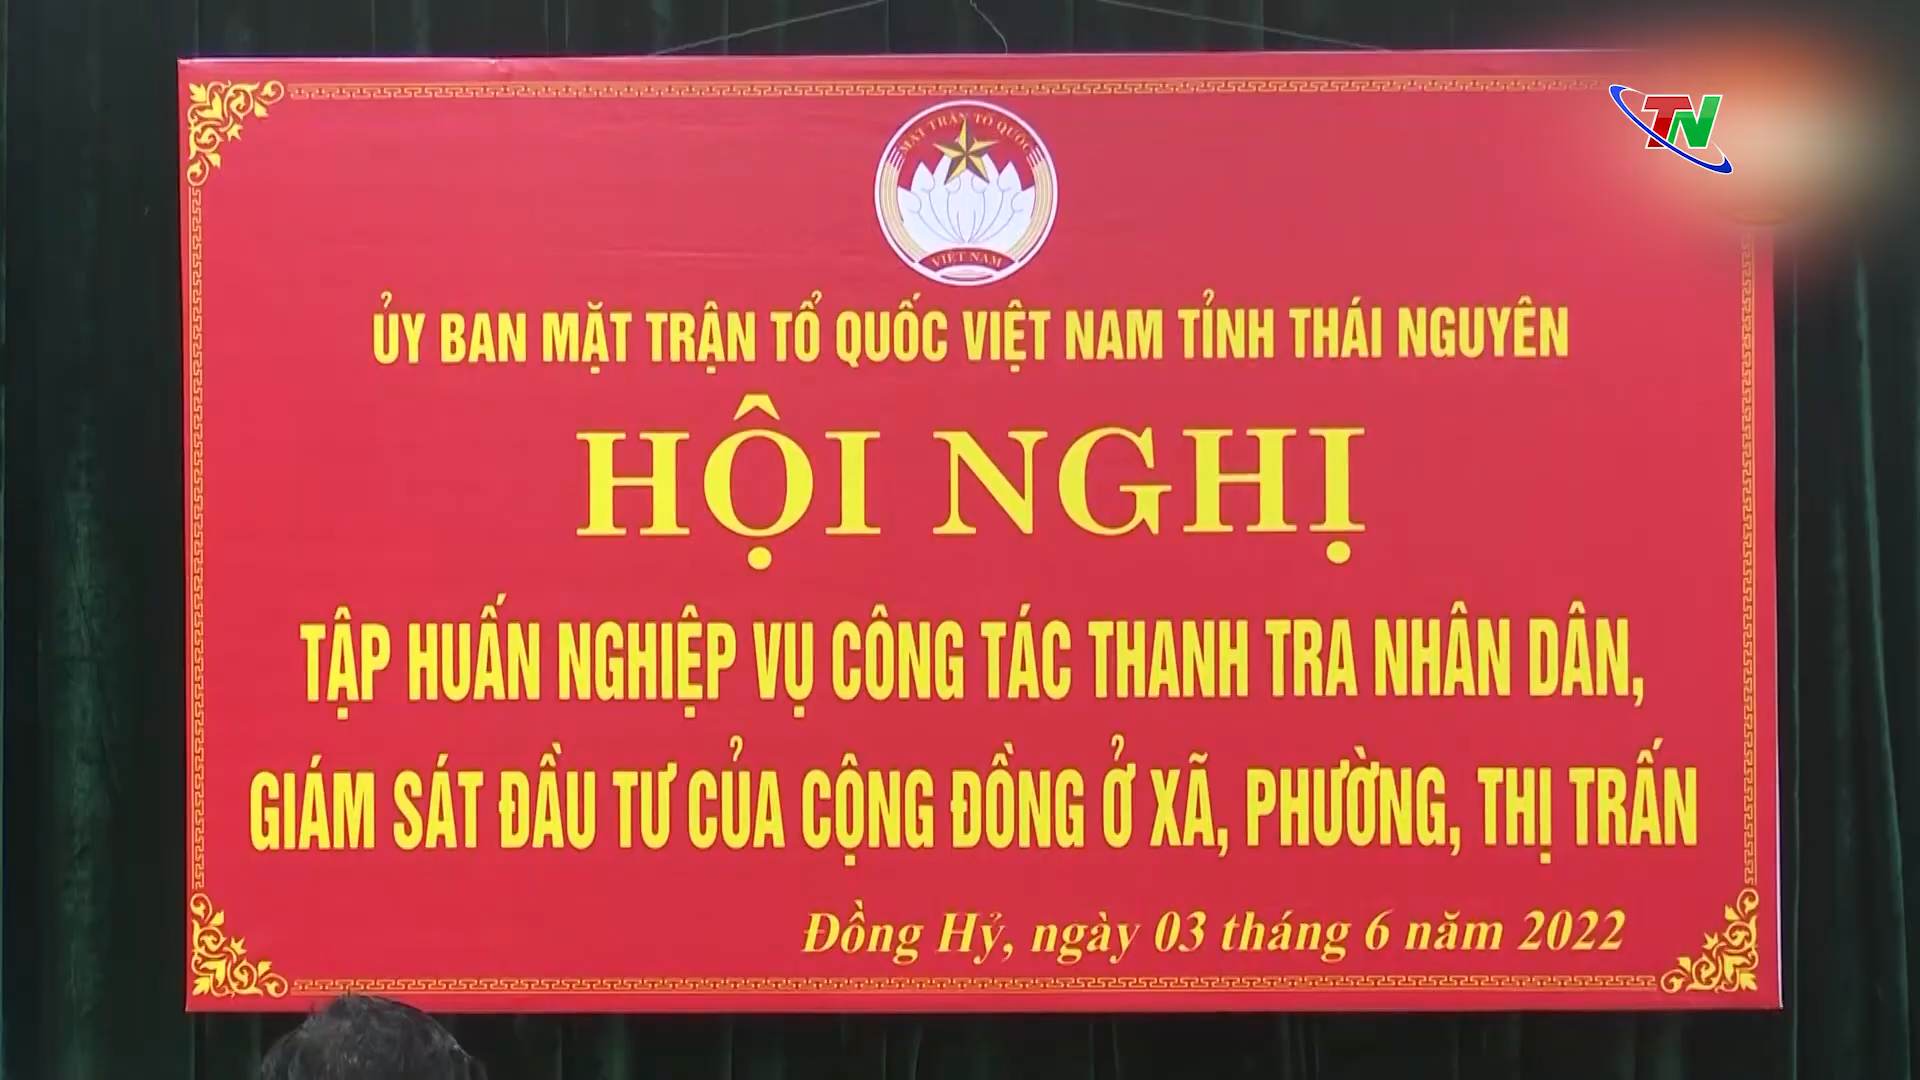 TN
MẶT TRẬN TỔ QUỐC
VIỆT NAM
ỦY BAN MẶT TRẬN TỔ QUỐC VIỆT NAM TỈNH THÁI NGUYÊN
HỘI NGHỊ
TẬP HUẤN NGHIỆP VỤ CÔNG TÁC THANH TRA NHÂN DÂN,
GIÁM SÁT ĐẦU TƯ CỦA CỘNG ĐỒNG Ở XÃ, PHƯỜNG, THỊ TRẤN
Đồng Hỷ, ngày 03 tháng 6 năm 2022